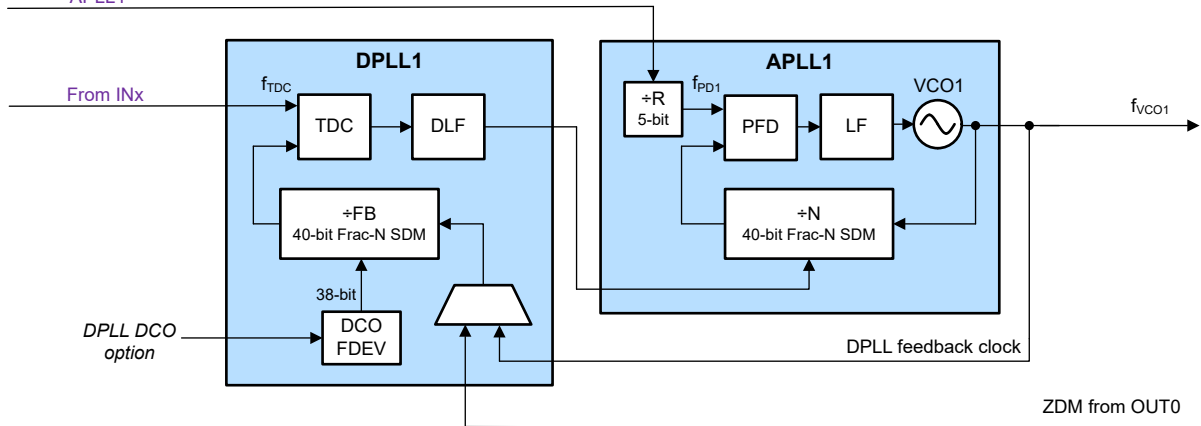 DPLL1
APLL1
From INx
fTDC
TDC
DLF
÷R
5-bit
fPD1
PFD
LF
VCO1
fVCO1
÷FB
40-bit Frac-N SDM
÷N
40-bit Frac-N SDM
38-bit
DPLL DCO
option
DCO
FDEV
DPLL feedback clock
ZDM from OUT0